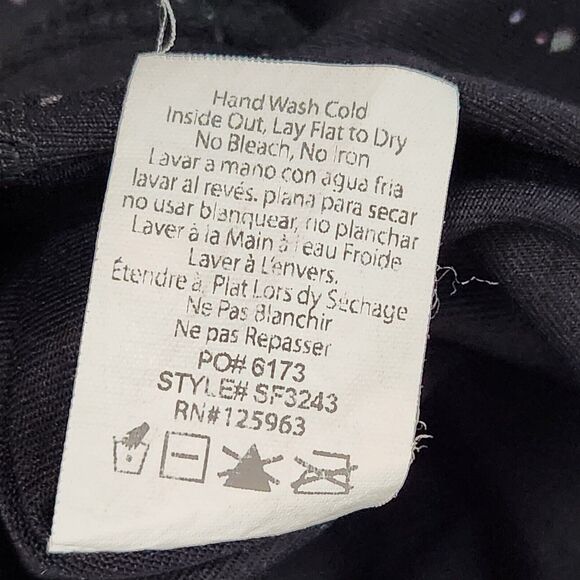 Hand Wash Cold
Inside Out, Lay Flat to Dry
No Bleach, No Iron
Lavar a mano con agua fria
lavar al revés. plana para secar
no usar blanquear, no planchar
Laver à la Main à l'eau Froide
Laver à L'envers.
Étendre à Plat Lors dy Séchage
Ne Pas Blanchir
Ne pas Repasser
PO# 6173
STYLE# SF3243
RN#125963